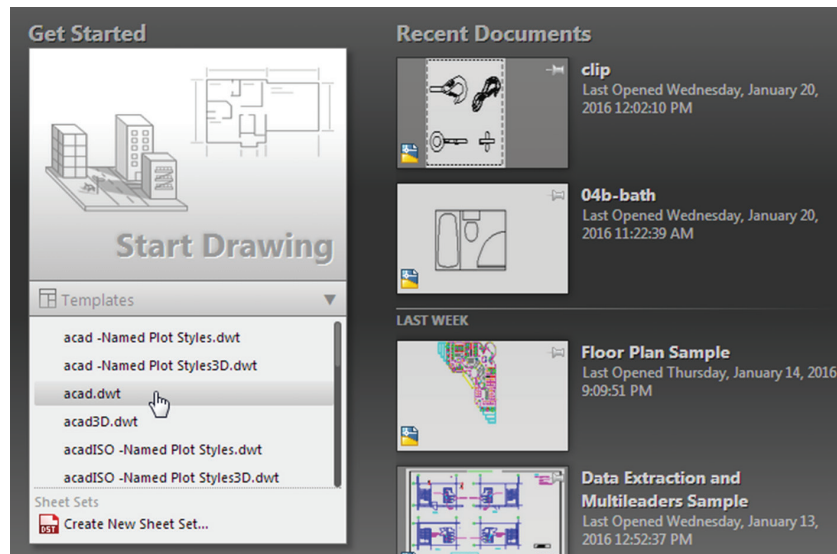 Get Started
Start Drawing
Templates
acad -Named Plot Styles.dwt
acad -Named Plot Styles3D.dwt
acad.dwt
acad3D.dwt
acadISO -Named Plot Styles.dwt
acadISO -Named Plot Styles3D.dwt
Sheet Sets
DST
Create New Sheet Set...
Recent Documents
clip
Last Opened Wednesday, January 20,
2016 12:02:10 PM
04b-bath
Last Opened Wednesday, January 20,
2016 11:22:39 AM
LAST WEEK
Floor Plan Sample
Last Opened Thursday, January 14, 2016
9:09:51 PM
Data Extraction and
Multileaders Sample
Last Opened Wednesday, January 13,
2016 12:52:37 PM